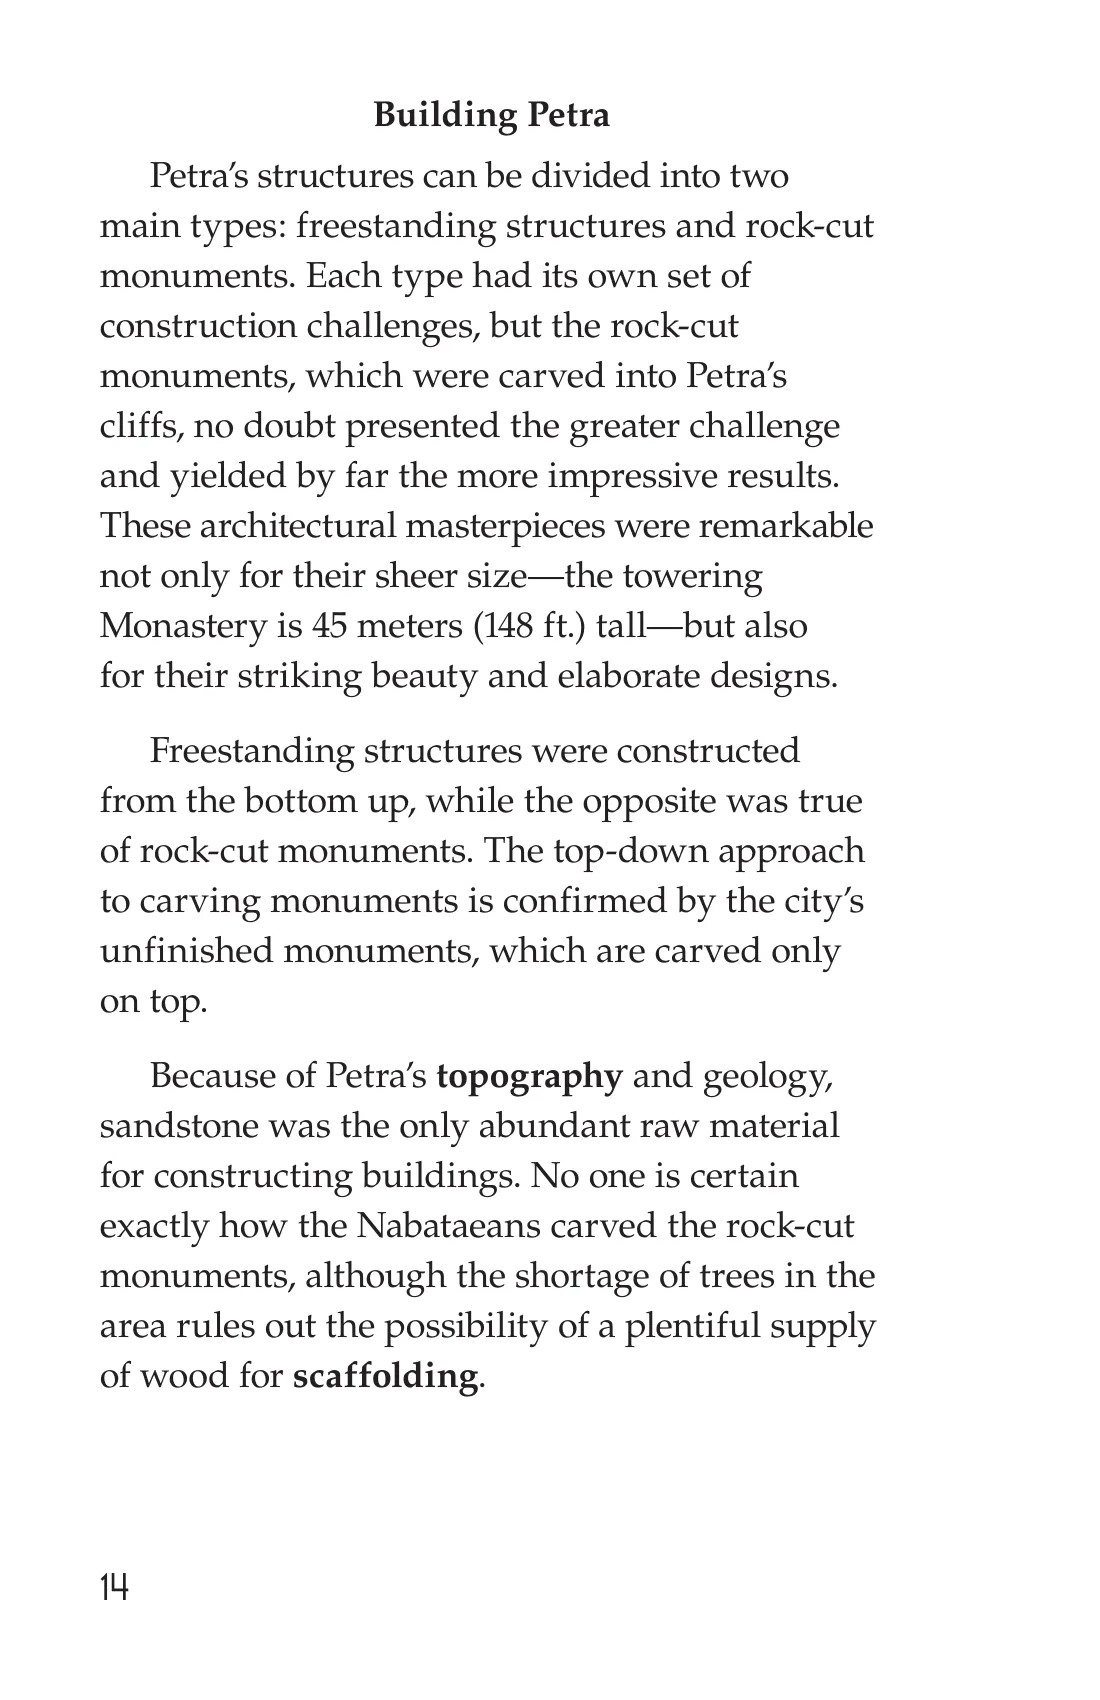 Building Petra
Petra’s structures can be divided into two
main types: freestanding structures and rock-cut
monuments. Each type had its own set of
construction challenges, but the rock-cut
monuments, which were carved into Petra’s
cliffs, no doubt presented the greater challenge
and yielded by far the more impressive results.
These architectural masterpieces were remarkable
not only for their sheer size—the towering
Monastery is 45 meters (148 ft.) tall—but also
for their striking beauty and elaborate designs.
Freestanding structures were constructed
from the bottom up, while the opposite was true
of rock-cut monuments. The top-down approach
to carving monuments is confirmed by the city’s
unfinished monuments, which are carved only
on top.
Because of Petra’s topography and geology,
sandstone was the only abundant raw material
for constructing buildings. No one is certain
exactly how the Nabataeans carved the rock-cut
monuments, although the shortage of trees in the
area rules out the possibility of a plentiful supply
of wood for scaffolding.
14